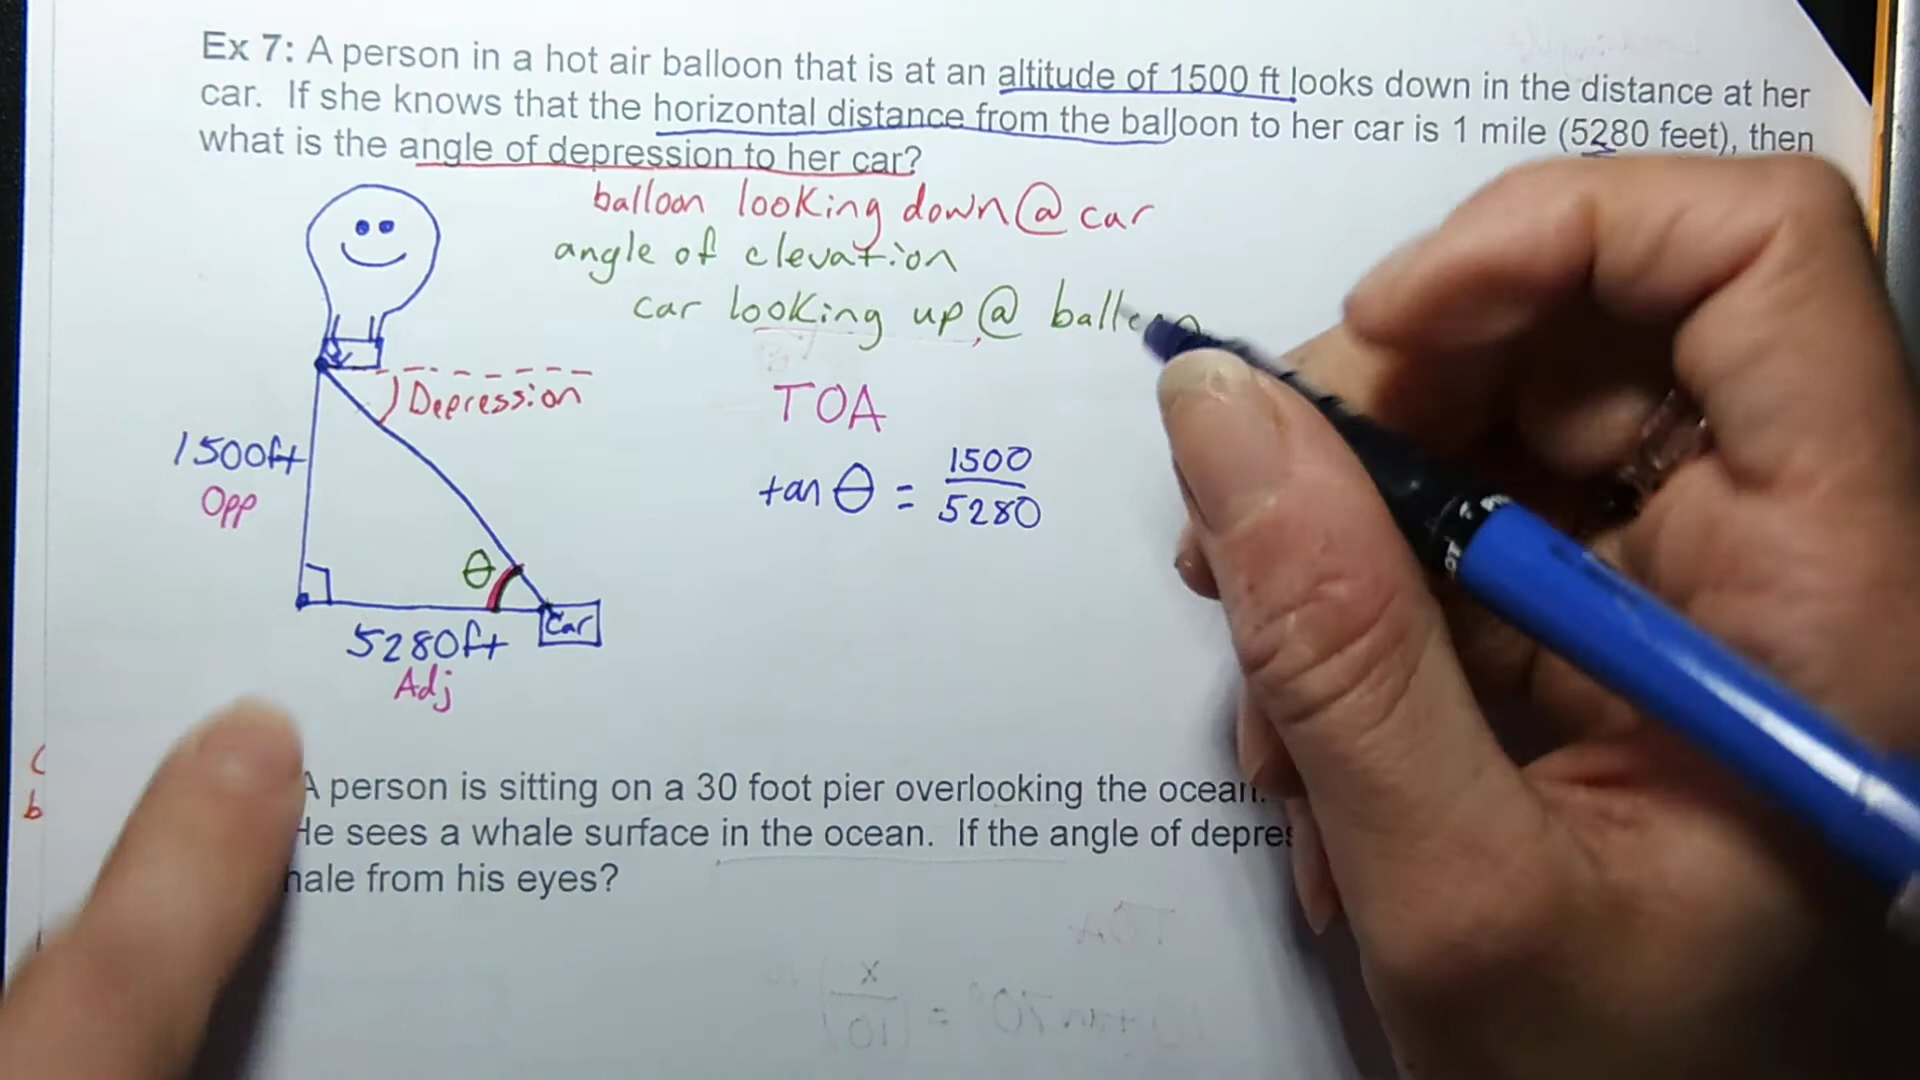 Ex 7: A person in a hot air balloon that is at an altitude of 1500 ft looks down in the distance at her
car. If she knows that the horizontal distance from the balloon to her car is 1 mile (5280 feet), then
what is the angle of depression to her car?
balloon looking down @ car
angle of elevation
car looking up @ balloon
Depression
TOA
1500ft
Opp
tan θ = 1500
5280
θ
Car
5280ft
Adj
A person is sitting on a 30 foot pier overlooking the ocean.
He sees a whale surface in the ocean. If the angle of
from his eyes?